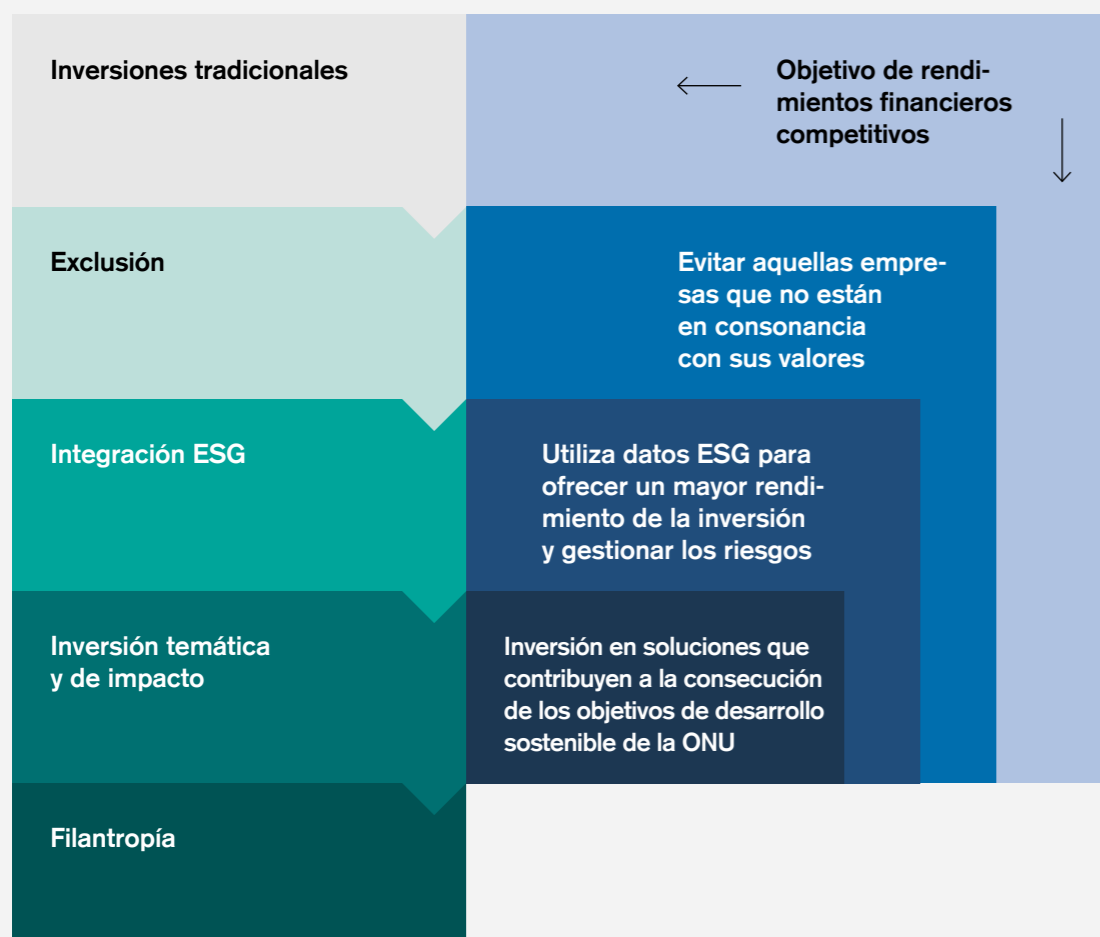 Inversiones tradicionales
Objetivo de rendi-
mientos financieros
competitivos
Exclusión
Evitar aquellas empre-
sas que no están
en consonancia
con sus valores
Integración ESG
Utiliza datos ESG para
ofrecer un mayor rendi-
miento de la inversión
y gestionar los riesgos
Inversión temática
y de impacto
Inversión en soluciones que
contribuyen a la consecución
de los objetivos de desarrollo
sostenible de la ONU
Filantropía